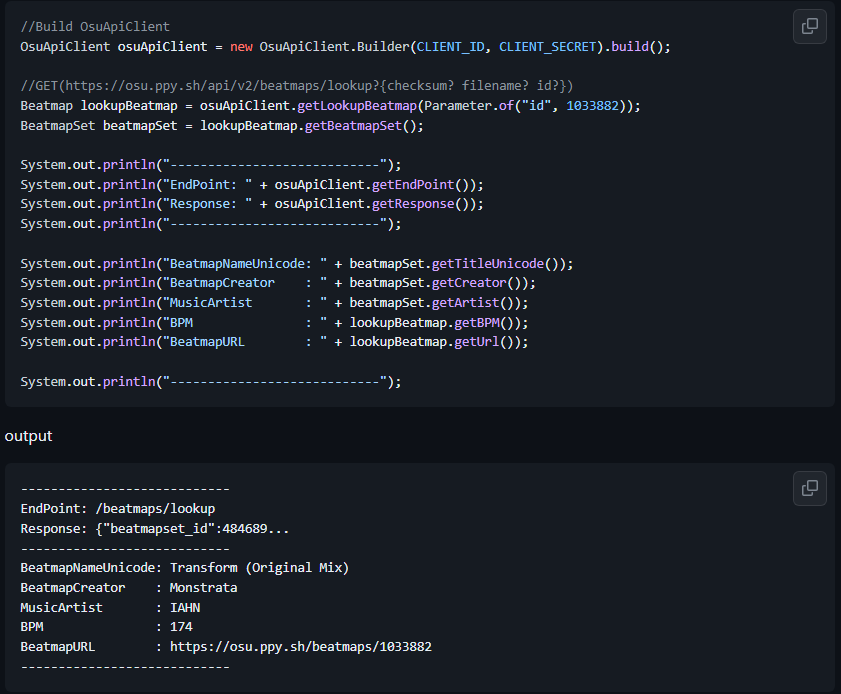 //Build OsuApiClient
OsuApiClient osuApiClient = new OsuApiClient.Builder(CLIENT_ID, CLIENT_SECRET).build();

//GET(https://osu.ppy.sh/api/v2/beatmaps/lookup?{checksum? filename? id?})
Beatmap lookupBeatmap = osuApiClient.getLookupBeatmap(Parameter.of("id", 1033882));
BeatmapSet beatmapSet = lookupBeatmap.getBeatmapSet();

System.out.println("----------------------------");
System.out.println("EndPoint: " + osuApiClient.getEndPoint());
System.out.println("Response: " + osuApiClient.getResponse());
System.out.println("----------------------------");

System.out.println("BeatmapNameUnicode: " + beatmapSet.getTitleUnicode());
System.out.println("BeatmapCreator    : " + beatmapSet.getCreator());
System.out.println("MusicArtist       : " + beatmapSet.getArtist());
System.out.println("BPM               : " + lookupBeatmap.getBPM());
System.out.println("BeatmapURL        : " + lookupBeatmap.getUrl());

System.out.println("----------------------------");
output
----------------------------
EndPoint: /beatmaps/lookup
Response: {"beatmapset_id":484689...
----------------------------
BeatmapNameUnicode: Transform (Original Mix)
BeatmapCreator    : Monstrata
MusicArtist       : IAHN
BPM               : 174
BeatmapURL        : https://osu.ppy.sh/beatmaps/1033882
----------------------------